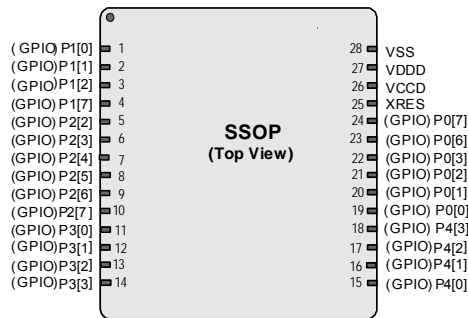 (GPIO) P1[0] 1
(GPIO)P1[1] 2
(GPIO)P1[2] 3
(GPIO) P1[7] 4
(GPIO) P2[2] 5
(GPIO) P2[3] 6
(GPIO) P2[4] 7
(GPIO) P2[5] 8
(GPIO) P2[6] 9
(GPIO)P2[7] 10
(GPIO)P3[0] 11
(GPIO)P3[1] 12
(GPIO)P3[2] 13
(GPIO)P3[3] 14
SSOP
(Top View)
28 VSS
27 VDDD
26 VCCD
25 XRES
24 (GPIO) P0[7]
23 (GPIO) P0[6]
22 (GPIO) P0[3]
21 (GPIO) P0[2]
20 (GPIO) P0[1]
19 (GPIO) P0[0]
18 (GPIO) P4[3]
17 (GPIO)P4[2]
16 (GPIO)P4[1]
15 (GPIO) P4[0]